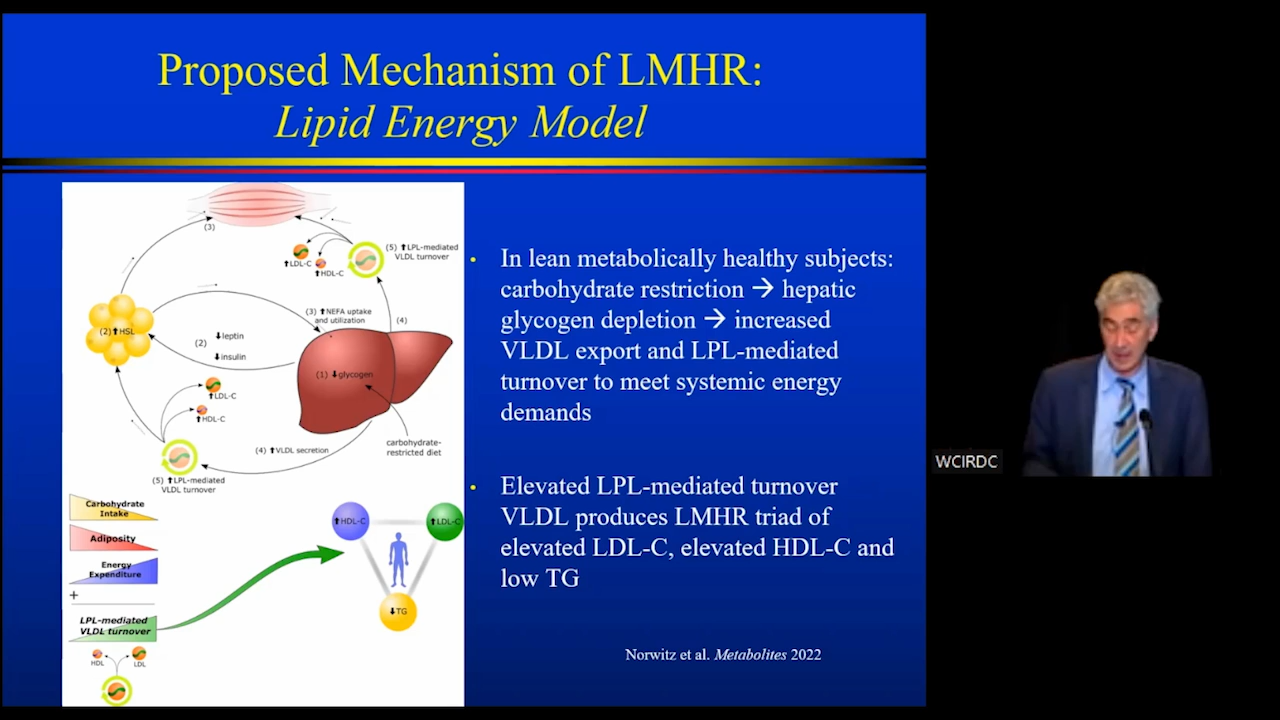 Proposed Mechanism of LMHR:
Lipid Energy Model
(3)
(5) ⬆LPL-mediated
VLDL turnover
⬆LDL-C
⬆HDL-C
(3) ⬆NEFA uptake
and utilization
(4)
(2)⬆HSL
(2)
⬇leptin
⬇insulin
(1) ⬇glycogen
⬆LDL-C
⬆HDL-C
(4) ⬆VLDL secretion
carbohydrate-
restricted diet
(5) ⬆LPL-mediated
VLDL turnover
Carbohydrate
Intake
Adiposity
Energy
Expenditure
+
LPL-mediated
VLDL turnover
HDL
LDL
⬆HDL-C
⬆LDL-C
⬇TG
• In lean metabolically healthy subjects:
carbohydrate restriction → hepatic
glycogen depletion → increased
VLDL export and LPL-mediated
turnover to meet systemic energy
demands
• Elevated LPL-mediated turnover
VLDL produces LMHR triad of
elevated LDL-C, elevated HDL-C and
low TG
Norwitz et al. Metabolites 2022
WCIRDC